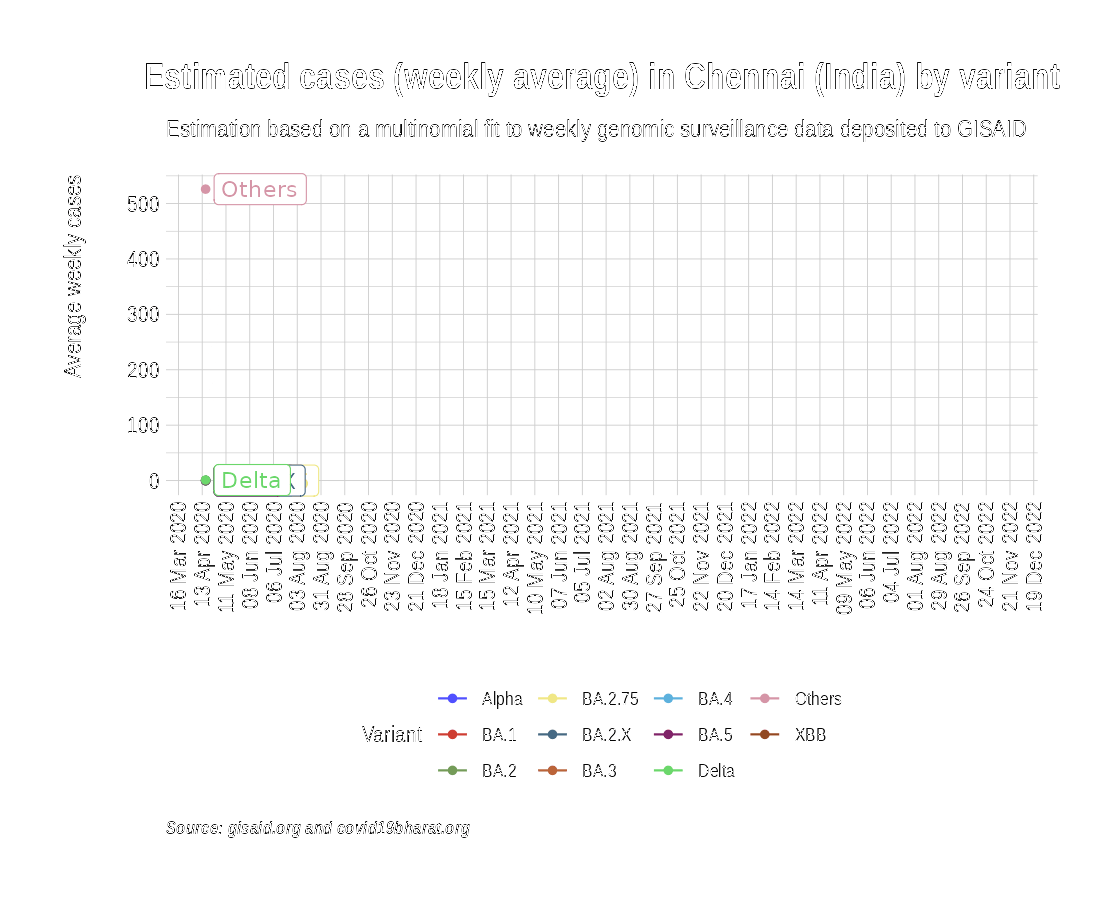 Estimated cases (weekly average) in Chennai (India) by variant
Estimation based on a multinomial fit to weekly genomic surveillance data deposited to GISAID
Average weekly cases
500
400
300
200
100
0
Others
Delta
X
16 Mar 2020
13 Apr 2020
11 May 2020
08 Jun 2020
06 Jul 2020
03 Aug 2020
31 Aug 2020
28 Sep 2020
26 Oct 2020
23 Nov 2020
21 Dec 2020
18 Jan 2021
15 Feb 2021
15 Mar 2021
12 Apr 2021
10 May 2021
07 Jun 2021
05 Jul 2021
02 Aug 2021
30 Aug 2021
27 Sep 2021
25 Oct 2021
22 Nov 2021
20 Dec 2021
17 Jan 2022
14 Feb 2022
14 Mar 2022
11 Apr 2022
09 May 2022
06 Jun 2022
04 Jul 2022
01 Aug 2022
29 Aug 2022
26 Sep 2022
24 Oct 2022
21 Nov 2022
19 Dec 2022
Variant
Alpha
BA.1
BA.2
BA.2.75
BA.2.X
BA.3
BA.4
BA.5
Delta
Others
XBB
Source: gisaid.org and covid19bharat.org